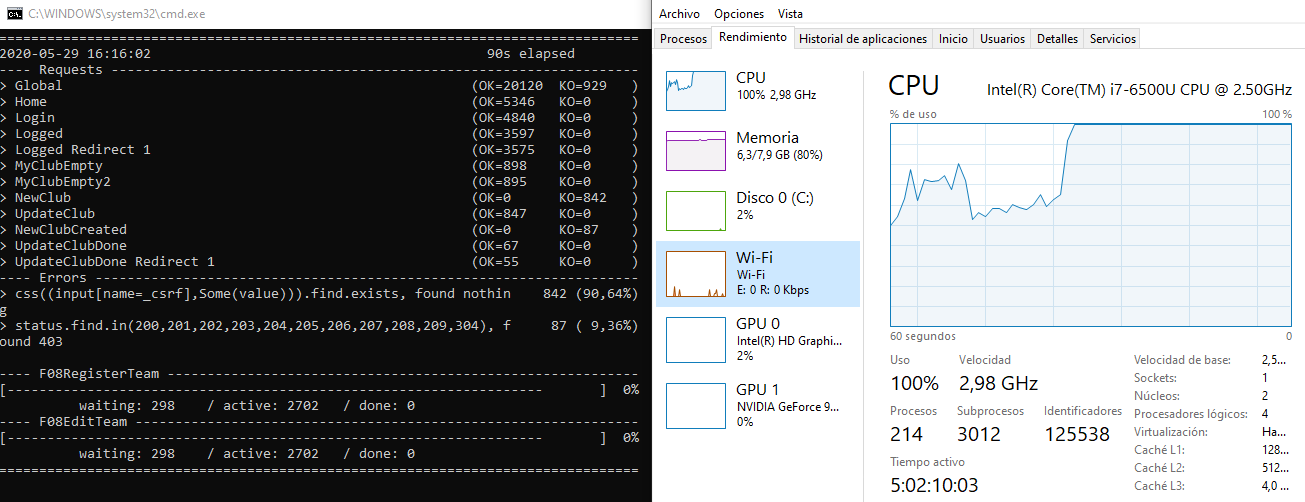 C:\WINDOWS\system32\cmd.exe
================================================================================
2020-05-29 16:16:02                                          90s elapsed
---- Requests ------------------------------------------------------------------
> Global                                                   (OK=20120  KO=929   )
> Home                                                     (OK=5346   KO=0     )
> Login                                                    (OK=4840   KO=0     )
> Logged                                                   (OK=3597   KO=0     )
> Logged Redirect 1                                        (OK=3575   KO=0     )
> MyClubEmpty                                              (OK=898    KO=0     )
> MyClubEmpty2                                             (OK=895    KO=0     )
> NewClub                                                  (OK=0      KO=842   )
> UpdateClub                                               (OK=847    KO=0     )
> NewClubCreated                                           (OK=0      KO=87    )
> UpdateClubDone                                           (OK=67     KO=0     )
> UpdateClubDone Redirect 1                                (OK=55     KO=0     )
---- Errors --------------------------------------------------------------------
> css((input[name=_csrf],Some(value))).find.exists, found nothin    842 (90,64%)
g
> status.find.in(200,201,202,203,204,205,206,207,208,209,304), f     87 ( 9,36%)
ound 403
---- F08RegisterTeam -----------------------------------------------------------
[-----------------------------------------------------------------        ]  0%
waiting: 298    / active: 2702   / done: 0
---- F08EditTeam ---------------------------------------------------------------
[-----------------------------------------------------------------        ]  0%
waiting: 298    / active: 2702   / done: 0
================================================================================
Archivo Opciones Vista
Procesos Rendimiento Historial de aplicaciones Inicio Usuarios Detalles Servicios
CPU
100% 2,98 GHz
Memoria
6,3/7,9 GB (80%)
Disco 0 (C:)
2%
Wi-Fi
Wi-Fi
E: 0 R: 0 Kbps
GPU 0
Intel(R) HD Graphi...
2%
GPU 1
NVIDIA GeForce 9...
0%
CPU Intel(R) Core(TM) i7-6500U CPU @ 2.50GHz
% de uso 100 %
60 segundos 0
Uso Velocidad
100% 2,98 GHz
Procesos Subprocesos Identificadores
214 3012 125538
Tiempo activo
5:02:10:03
Velocidad de base: 2,5...
Sockets: 1
Núcleos: 2
Procesadores lógicos: 4
Virtualización: Ha...
Caché L1: 128...
Caché L2: 512...
Caché L3: 4,0 ...